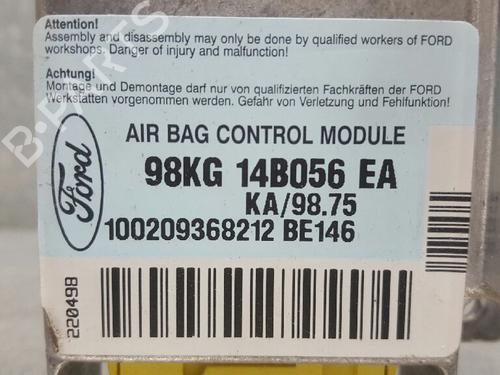 Attention!
Assembly and disassembly may only be done by qualified workers of FORD
workshops. Danger of injury and malfunction!
Achtung!
Montage und Demontage darf nur von qualifizierten Fachkräften der FORD
Werkstätten vorgenommen werden. Gefahr von Verletzung und Fehlfunktion!
Ford
AIR BAG CONTROL MODULE
98KG 14B056 EA
KA/98.75
100209368212 BE146
220498
B-PARTS